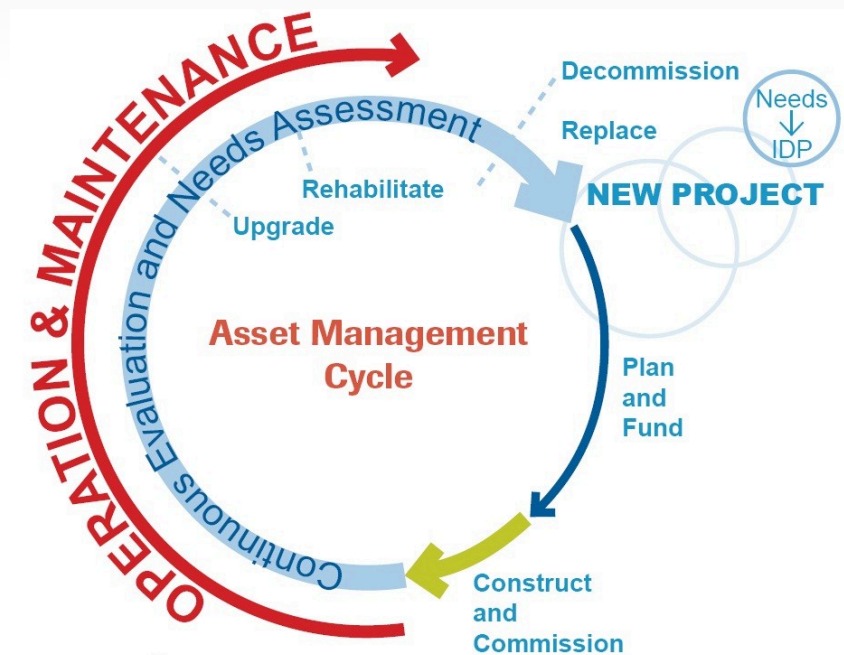 OPERATION & MAINTENANCE
Continuous Evaluation and Needs Assessment
Decommission
Replace
Needs
IDP
NEW PROJECT
Rehabilitate
Upgrade
Asset Management
Cycle
Plan
and
Fund
Construct
and
Commission